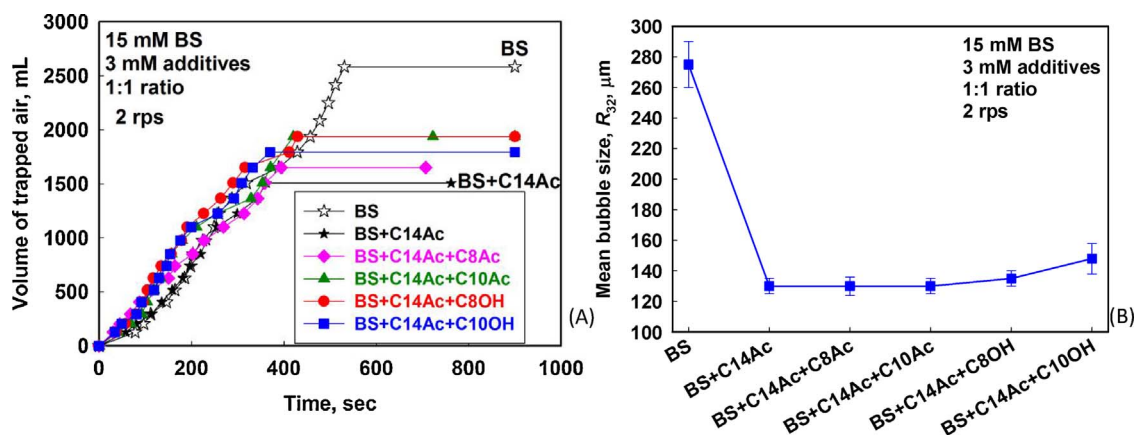 3000
2500
2000
1500
1000
500
0
Volume of trapped air, mL
15 mM BS
3 mM additives
1:1 ratio
2 rps
BS
BS+C14Ac
BS
BS+C14Ac
BS+C14Ac+C8Ac
BS+C14Ac+C10Ac
BS+C14Ac+C8OH
BS+C14Ac+C10OH
(A)
0 200 400 600 800 1000
Time, sec
300
280
260
240
220
200
180
160
140
120
100
Mean bubble size, R32, μm
15 mM BS
3 mM additives
1:1 ratio
2 rps
(B)
BS
BS+C14Ac
BS+C14Ac+C8Ac
BS+C14Ac+C10Ac
BS+C14Ac+C8OH
BS+C14Ac+C10OH